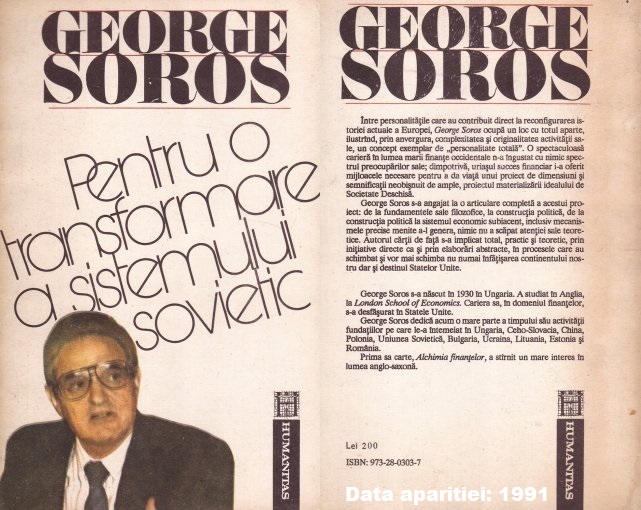 GEORGE
SOROS
Pentru o
transformare
a sistemului
sovietic
HUMANITAS
GEORGE
SOROS
Între personalitățile care au contribuit direct la reconfigurarea is-
toriei actuale a Europei, George Soros ocupă un loc cu totul aparte,
ilustrînd, prin anvergura, complexitatea și originalitatea activității sa-
le, un concept exemplar de „personalitate totală”. O spectaculoasă
carieră în lumea marii finanțe occidentale n-a îngustat cu nimic spec-
trul preocupărilor sale; dimpotrivă, uriașul succes financiar i-a oferit
mijloacele necesare pentru a da viață unui proiect de dimensiuni și
semnificații neobișnuit de ample, proiectul materializării idealului de
Societate Deschisă.
George Soros s-a angajat la o articulare completă a acestui pro-
iect: de la fundamentele sale filozofice, la construcția politică, de la
construcția politică la sistemul economic subiacent, inclusiv mecanis-
mele precise menite a-l genera, nimic nu a scăpat atenției sale teore-
tice. Autorul cărții de față s-a implicat total, practic și teoretic, prin
inițiative directe ca și prin elaborări abstracte, în procesele care au
schimbat și vor mai schimba nu numai înfățișarea continentului nos-
tru dar și destinul Statelor Unite.
George Soros s-a născut în 1930 în Ungaria. A studiat în Anglia,
la London School of Economics. Cariera sa, în domeniul finanțelor,
s-a desfășurat în Statele Unite.
George Soros dedică acum o mare parte a timpului său activității
fundațiilor pe care le-a întemeiat în Ungaria, Ceho-Slovacia, China,
Polonia, Uniunea Sovietică, Bulgaria, Ucraina, Lituania, Estonia și
România.
Prima sa carte, Alchimia finanțelor, a stîrnit un mare interes în
lumea anglo-saxonă.
Lei 200
ISBN: 973-28-0303-7
HUMANITAS
Data aparitiei: 1991